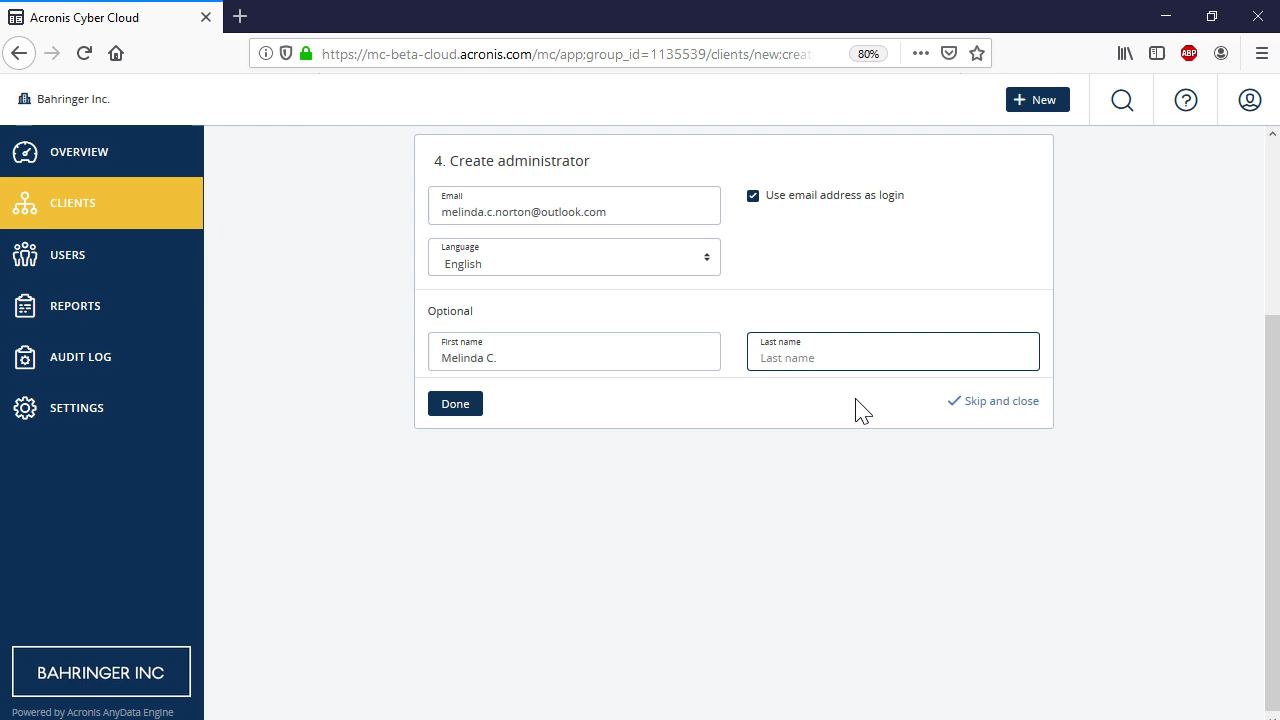 Acronis Cyber Cloud
https://mc-beta-cloud.acronis.com/mc/app;group_id=1135539/clients/new;creat
80%
ABP
Bahringer Inc.
New
OVERVIEW
CLIENTS
USERS
REPORTS
AUDIT LOG
SETTINGS
BAHRINGER INC
Powered by Acronis AnyData Engine
4. Create administrator
Email
melinda.c.norton@outlook.com
Use email address as login
Language
English
Optional
First name
Melinda C.
Last name
Last name
Done
Skip and close